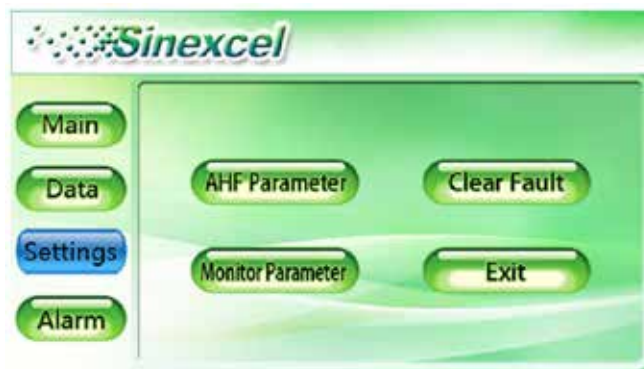 Sinexcel
Main
Data
Settings
Alarm
AHF Parameter
Clear Fault
Monitor Parameter
Exit